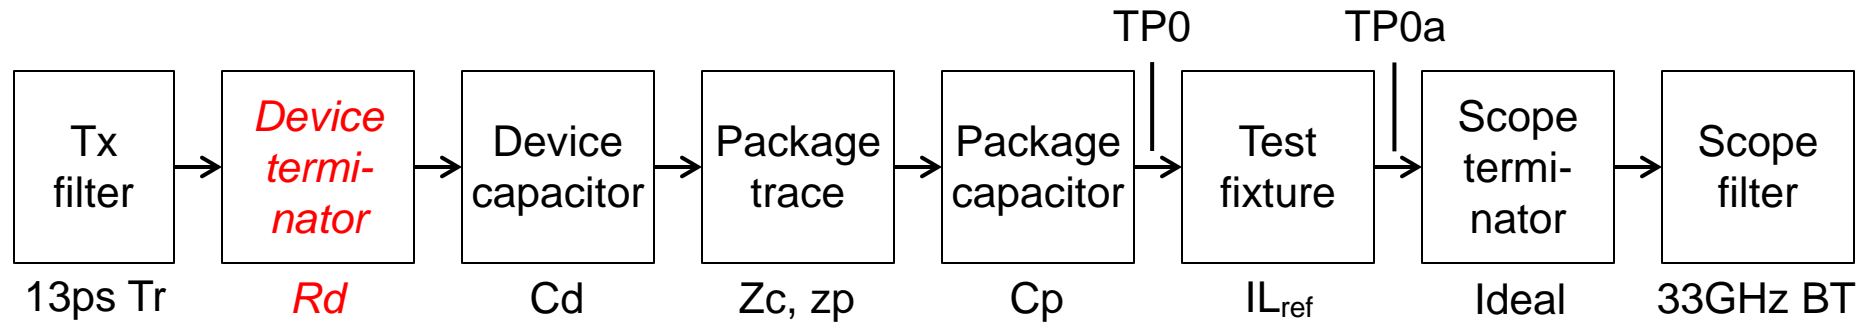 TP0
TP0a
Tx
filter
Device
termi-
nator
Device
capacitor
Package
trace
Package
capacitor
Test
fixture
Scope
termi-
nator
Scope
filter
13ps Tr
Rd
Cd
Zc, zp
Cp
ILref
Ideal
33GHz BT